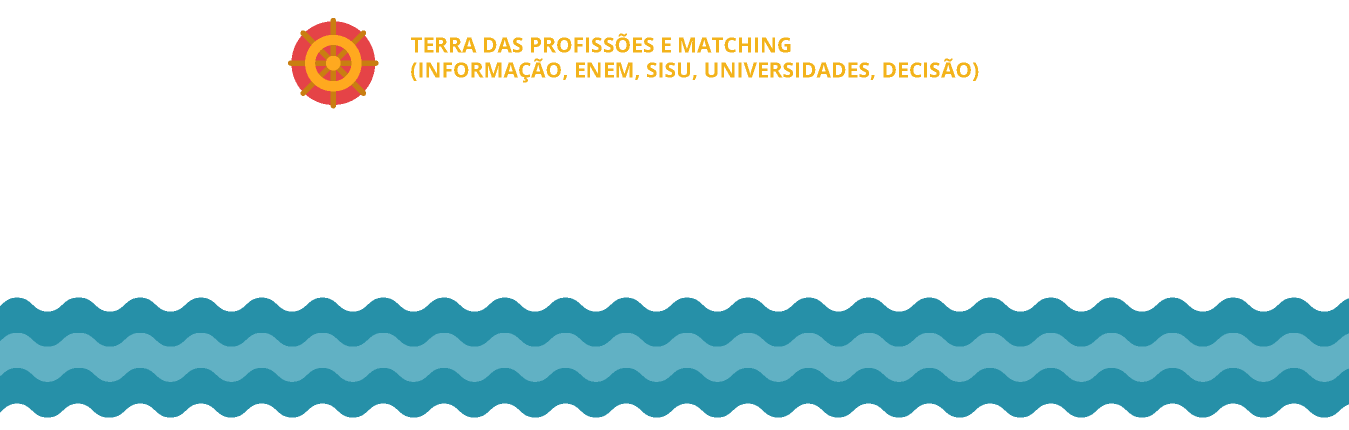 TERRA DAS PROFISSÕES E MATCHING
(INFORMAÇÃO, ENEM, SISU, UNIVERSIDADES, DECISÃO)